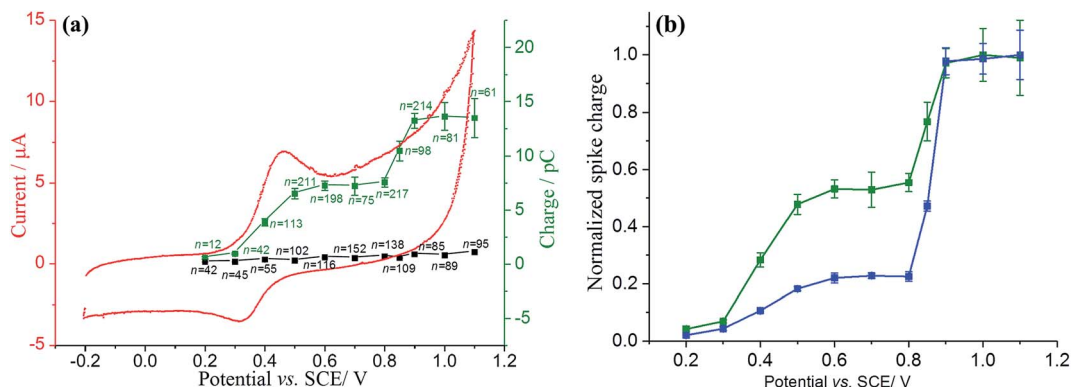 (a)
15
10
5
0
-5
Current / µA
20
15
10
5
0
-5
Charge / pC
n=12
n=42
n=113
n=211
n=198
n=75
n=217
n=98
n=214
n=81
n=61
n=42
n=45
n=55
n=102
n=116
n=152
n=138
n=109
n=85
n=89
n=95
-0.2 0.0 0.2 0.4 0.6 0.8 1.0 1.2
Potential vs. SCE/ V
(b)
1.0
0.8
0.6
0.4
0.2
0.0
Normalized spike charge
0.2 0.4 0.6 0.8 1.0 1.2
Potential vs. SCE/ V